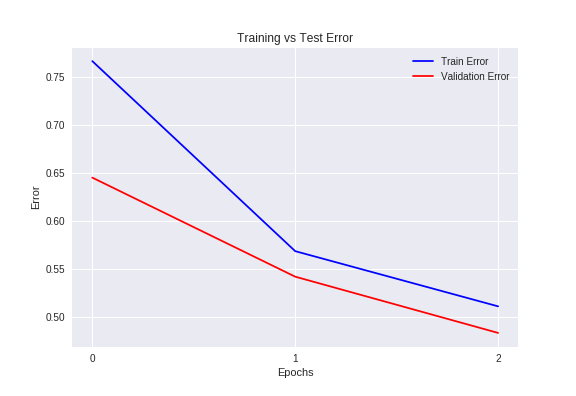 Training vs Test Error
Train Error
Validation Error
0.75
0.70
0.65
0.60
0.55
0.50
Error
0 1 2
Epochs